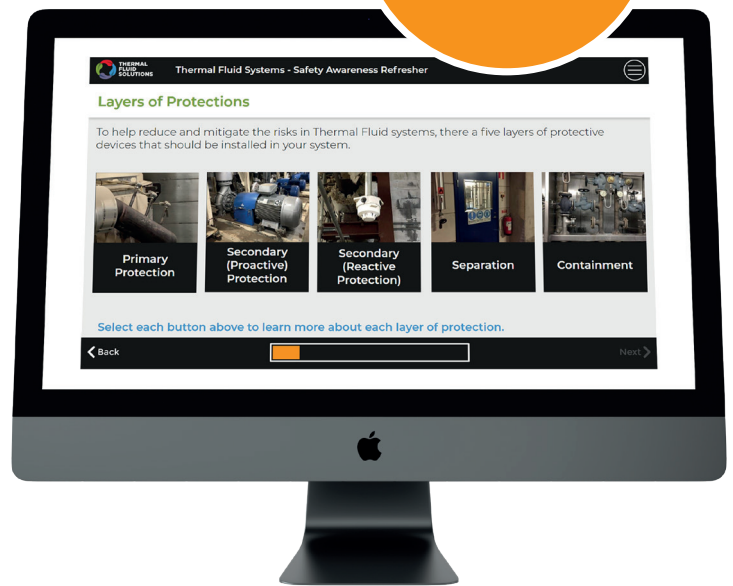 THERMAL
FLUID
SOLUTIONS
Thermal Fluid Systems - Safety Awareness Refresher
Layers of Protections
To help reduce and mitigate the risks in Thermal Fluid systems, there a five layers of protective
devices that should be installed in your system.
Primary
Protection
Secondary
(Proactive)
Protection
Secondary
(Reactive
Protection)
Separation
Containment
Select each button above to learn more about each layer of protection.
Back
Next